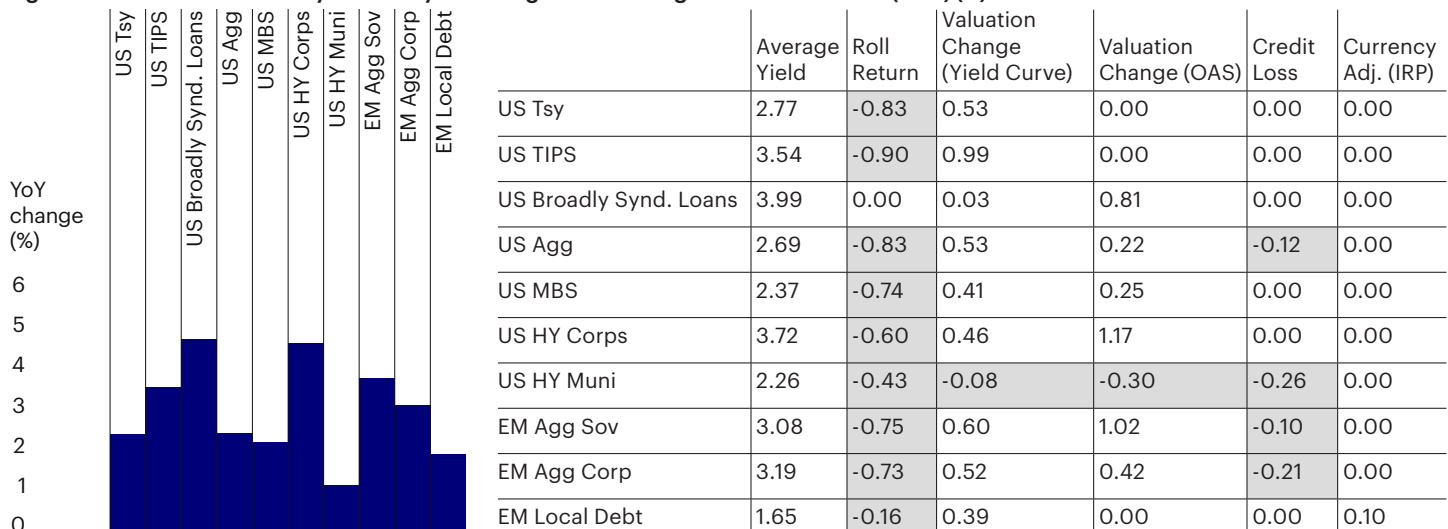 US Tsy
US TIPS
US Broadly Synd. Loans
US Agg
US MBS
US HY Corps
US HY Muni
EM Agg Sov
EM Agg Corp
EM Local Debt
YoY
change
(%)
6
5
4
3
2
1
0
Average Yield Roll Return Valuation Change (Yield Curve) Valuation Change (OAS) Credit Loss Currency Adj. (IRP)
US Tsy 2.77 -0.83 0.53 0.00 0.00 0.00
US TIPS 3.54 -0.90 0.99 0.00 0.00 0.00
US Broadly Synd. Loans 3.99 0.00 0.03 0.81 0.00 0.00
US Agg 2.69 -0.83 0.53 0.22 -0.12 0.00
US MBS 2.37 -0.74 0.41 0.25 0.00 0.00
US HY Corps 3.72 -0.60 0.46 1.17 0.00 0.00
US HY Muni 2.26 -0.43 -0.08 -0.30 -0.26 0.00
EM Agg Sov 3.08 -0.75 0.60 1.02 -0.10 0.00
EM Agg Corp 3.19 -0.73 0.52 0.42 -0.21 0.00
EM Local Debt 1.65 -0.16 0.39 0.00 0.00 0.10